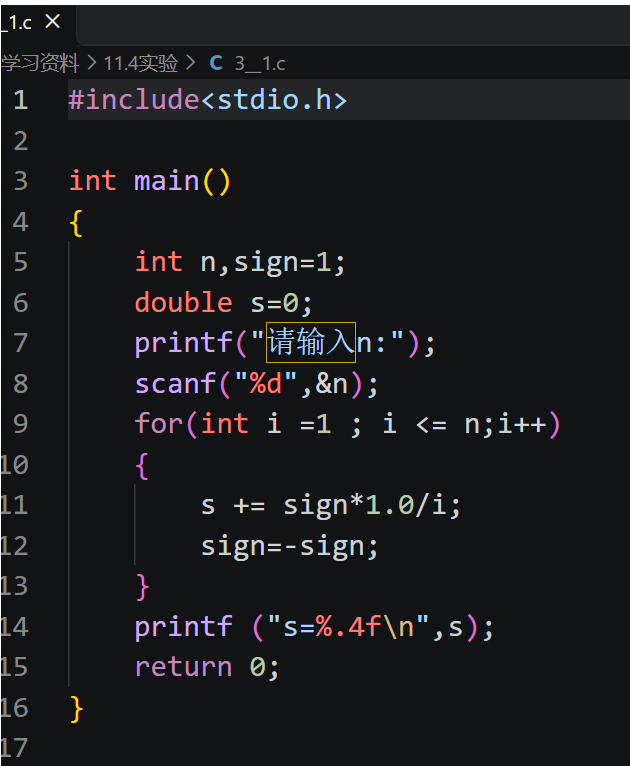 _1.c ×
学习资料 > 11.4实验 > C 3__1.c
1 #include<stdio.h>
2
3 int main()
4 {
5     int n,sign=1;
6     double s=0;
7     printf("请输入n:");
8     scanf("%d",&n);
9     for(int i =1 ; i <= n;i++)
10     {
11         s += sign*1.0/i;
12         sign=-sign;
13     }
14     printf ("s=%.4f\n",s);
15     return 0;
16 }
17